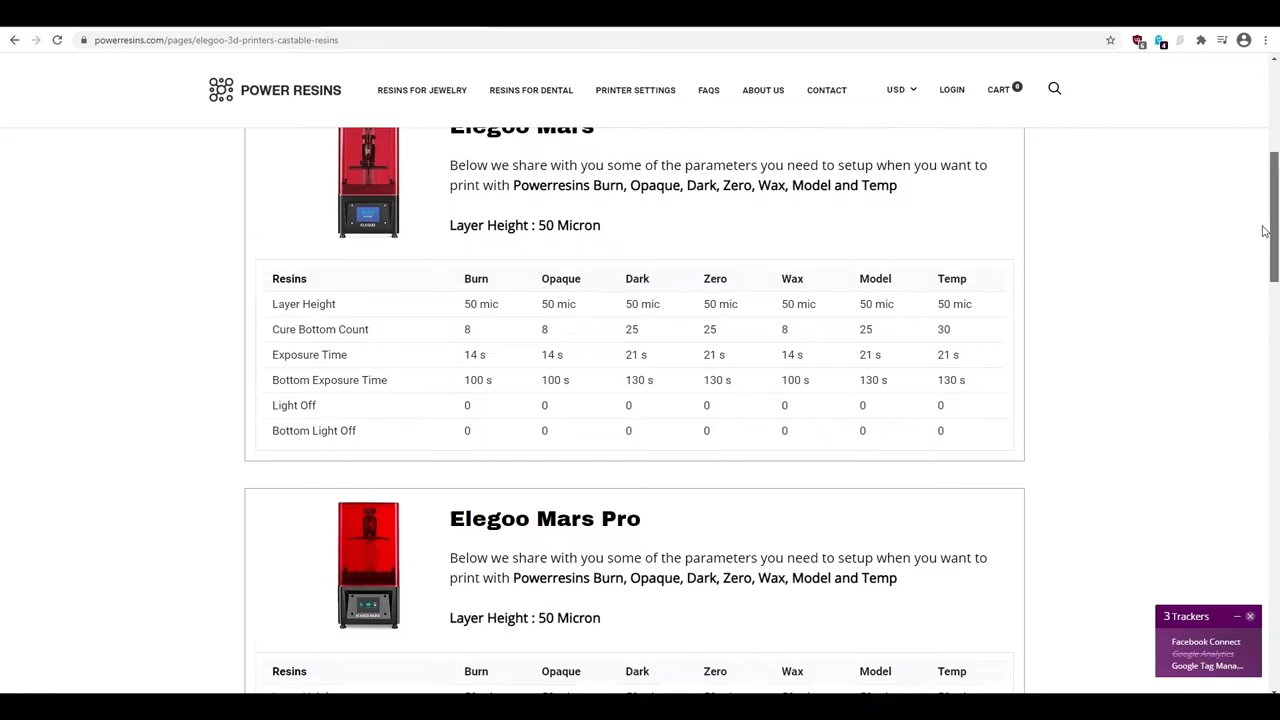 powerresins.com/pages/elegoo-3d-printers-castable-resins
6
4
POWER RESINS
RESINS FOR JEWELRY
RESINS FOR DENTAL
PRINTER SETTINGS
FAQS
ABOUT US
CONTACT
USD
LOGIN
CART 0
Elegoo Mars
Below we share with you some of the parameters you need to setup when you want to
print with Powerresins Burn, Opaque, Dark, Zero, Wax, Model and Temp
Layer Height : 50 Micron
ELEGOO
Resins Burn Opaque Dark Zero Wax Model Temp
Layer Height 50 mic 50 mic 50 mic 50 mic 50 mic 50 mic 50 mic
Cure Bottom Count 8 8 25 25 8 25 30
Exposure Time 14 s 14 s 21 s 21 s 14 s 21 s 21 s
Bottom Exposure Time 100 s 100 s 130 s 130 s 100 s 130 s 130 s
Light Off 0 0 0 0 0 0 0
Bottom Light Off 0 0 0 0 0 0 0
Elegoo Mars Pro
Below we share with you some of the parameters you need to setup when you want to
print with Powerresins Burn, Opaque, Dark, Zero, Wax, Model and Temp
Layer Height : 50 Micron
ELEGOO MARS
Resins Burn Opaque Dark Zero Wax Model Temp
3 Trackers
Facebook Connect
Google Analytics
Google Tag Mana...